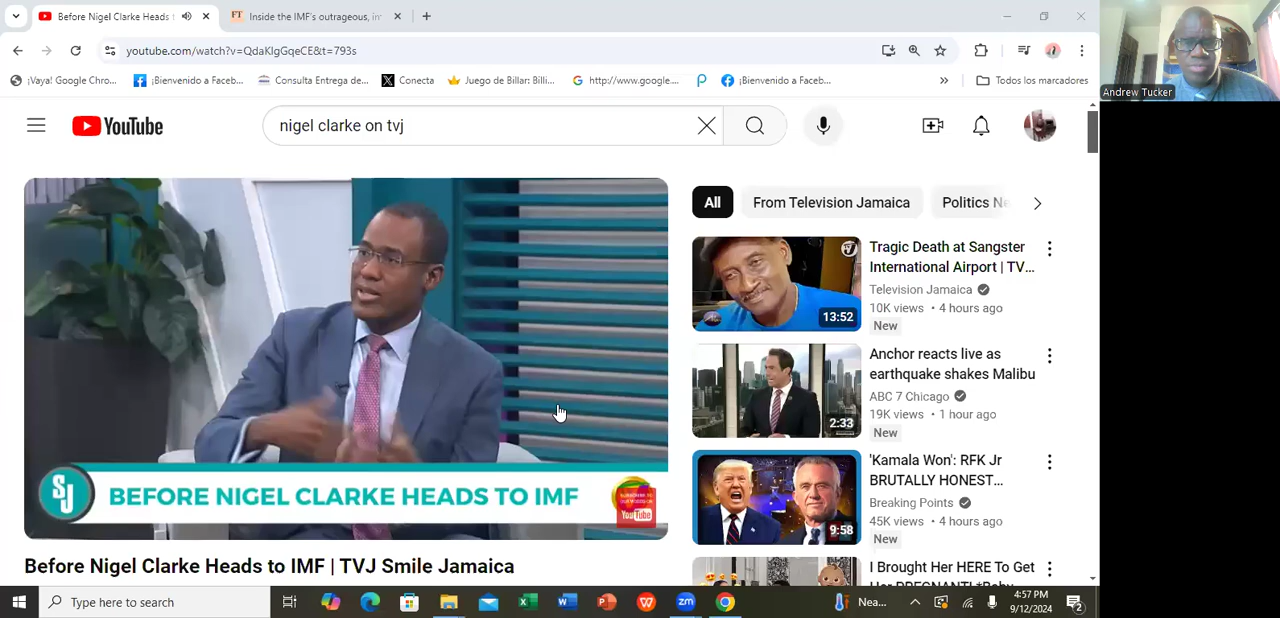 Before Nigel Clarke Heads t
Inside the IMF's outrageous, in
youtube.com/watch?v=QdaKIgGqeCE&t=793s
¡Vaya! Google Chro...
¡Bienvenido a Faceb...
Consulta Entrega de...
Conecta
Juego de Billar: Billi...
http://www.google....
¡Bienvenido a Faceb...
»
Todos los marcadores
Andrew Tucker
YouTube
nigel clarke on tvj
All
From Television Jamaica
Politics Ne
SJ
BEFORE NIGEL CLARKE HEADS TO IMF
YouTube
Before Nigel Clarke Heads to IMF | TVJ Smile Jamaica
13:52
Tragic Death at Sangster
International Airport | TV...
Television Jamaica
10K views • 4 hours ago
New
2:33
Anchor reacts live as
earthquake shakes Malibu
ABC 7 Chicago
19K views • 1 hour ago
New
9:58
'Kamala Won': RFK Jr
BRUTALLY HONEST...
Breaking Points
45K views • 4 hours ago
New
I Brought Her HERE To Get
Type here to search
Nea...
4:57 PM
9/12/2024
2